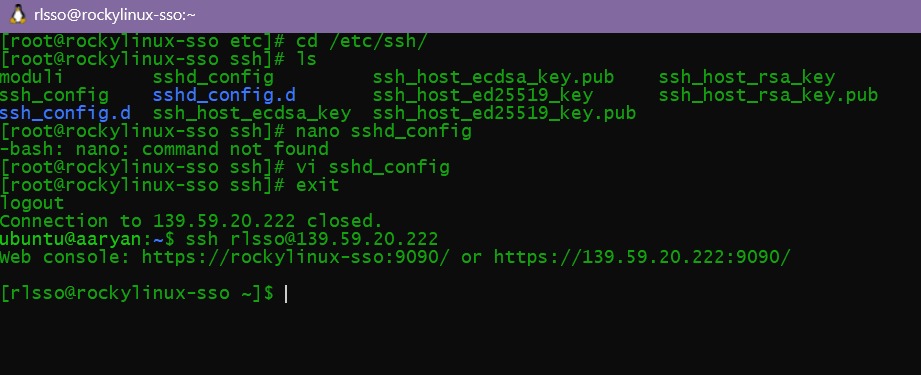 rlsso@rockylinux-sso:~
[root@rockylinux-sso etc]# cd /etc/ssh/
[root@rockylinux-sso ssh]# ls
moduli sshd_config ssh_host_ecdsa_key.pub ssh_host_rsa_key
ssh_config sshd_config.d ssh_host_ed25519_key ssh_host_rsa_key.pub
ssh_config.d ssh_host_ecdsa_key ssh_host_ed25519_key.pub
[root@rockylinux-sso ssh]# nano sshd_config
-bash: nano: command not found
[root@rockylinux-sso ssh]# vi sshd_config
[root@rockylinux-sso ssh]# exit
logout
Connection to 139.59.20.222 closed.
ubuntu@aaryan:~$ ssh rlsso@139.59.20.222
Web console: https://rockylinux-sso:9090/ or https://139.59.20.222:9090/
[rlsso@rockylinux-sso ~]$